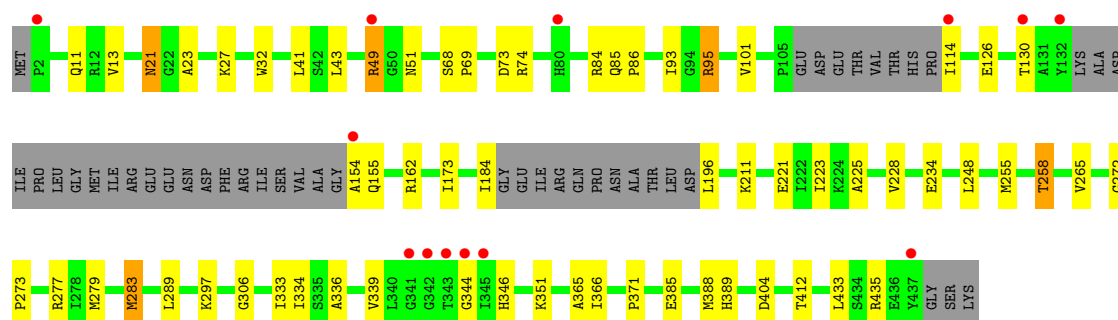 MET P2 Q11 R12 V13 N21 G22 A23 K27 W32 L41 S42 L43 R49 G50 N51 S68 P69 D73 R74 H80 R84 Q85 P86 I93 G94 R95 V101 P105 GLU ASP GLU THR VAL THR HIS PRO I114 E126 T130 A131 Y132 LYS ALA ASP
ILE PRO LEU GLY MET ILE ARG GLU GLU ASN ASP PHE ARG ILE SER VAL ALA GLY A154 Q155 R162 I173 I184 GLY GLU ILE ARG GLN PRO ASN ALA THR LEU ASP L196 K211 E221 I222 I223 K224 A225 V228 E234 L248 M255 T258 V265 G272
P273 R277 I278 M279 M283 L289 K297 G306 I333 I334 S335 A336 V339 L340 G341 G342 T343 G344 I345 H346 K351 A365 I366 P371 E385 M388 H389 D404 T412 L433 S434 R435 E436 Y437 GLY SER LYS